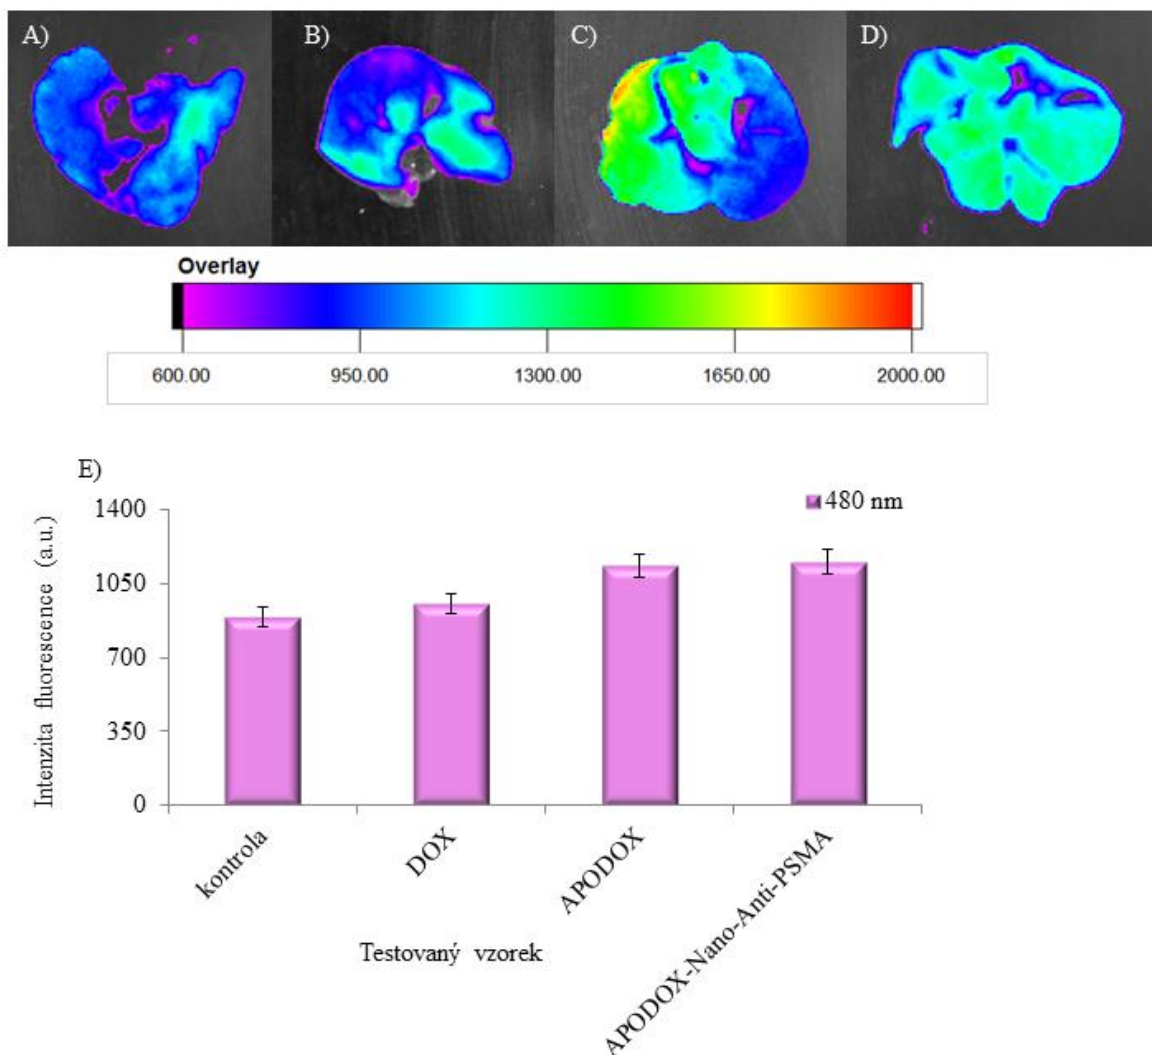 A)
B)
C)
D)
Overlay
600.00 950.00 1300.00 1650.00 2000.00
E)
480 nm
Intenzita fluorescence (a.u.)
1400
1050
700
350
0
kontrola
DOX
APODOX
APODOX-Nano-Anti-PSMA
Testovaný vzorek